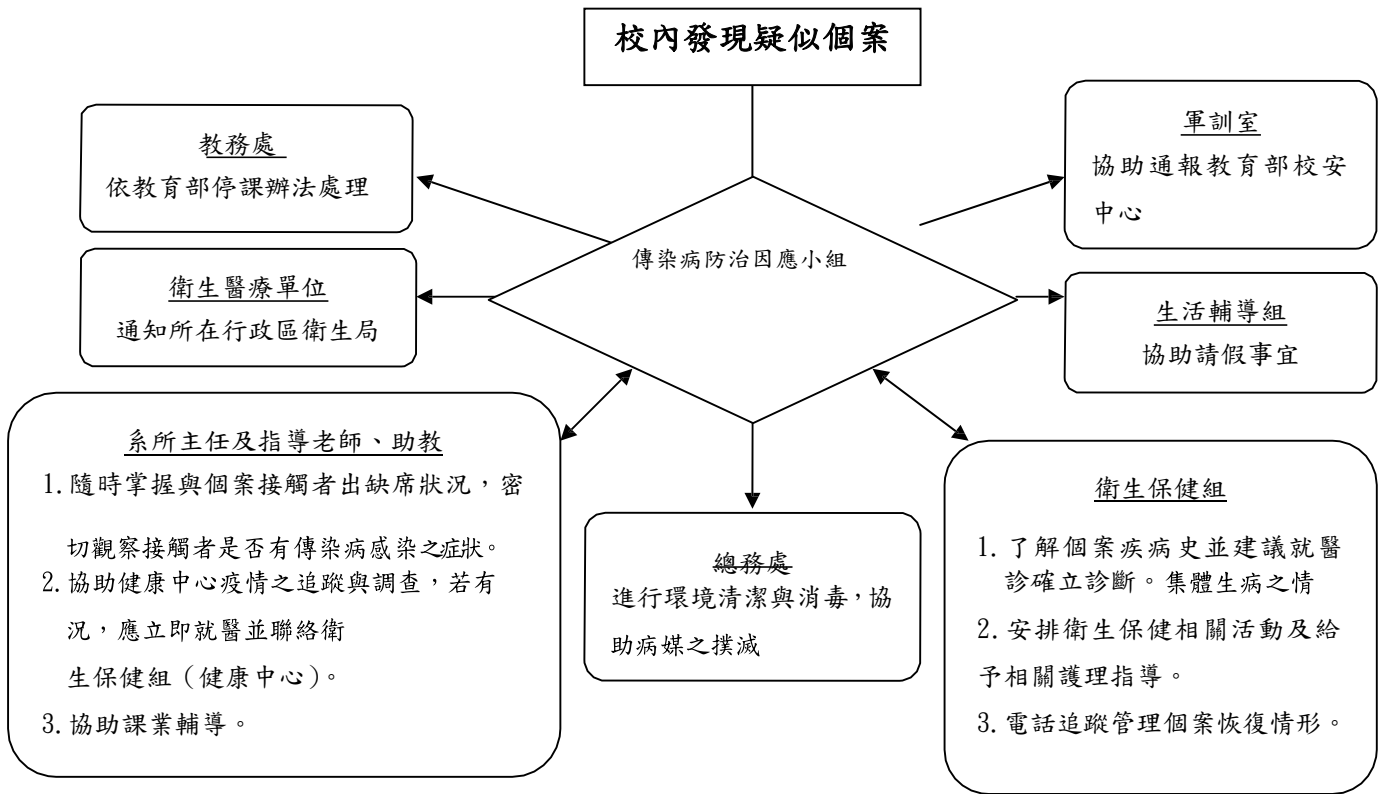 校內發現疑似個案
教務處
依教育部停課辦法處理
軍訓室
協助通報教育部校安
中心
傳染病防治因應小組
衛生醫療單位
通知所在行政區衛生局
生活輔導組
協助請假事宜
系所主任及指導老師、助教
1.隨時掌握與個案接觸者出缺席狀況，密
切觀察接觸者是否有傳染病感染之症狀。
2.協助健康中心疫情之追蹤與調查，若有
況，應立即就醫並聯絡衛
生保健組（健康中心）。
3.協助課業輔導。
總務處
進行環境清潔與消毒，協
助病媒之撲滅
衛生保健組
1.了解個案疾病史並建議就醫
診確立診斷。集體生病之情
2.安排衛生保健相關活動及給
予相關護理指導。
3.電話追蹤管理個案恢復情形。